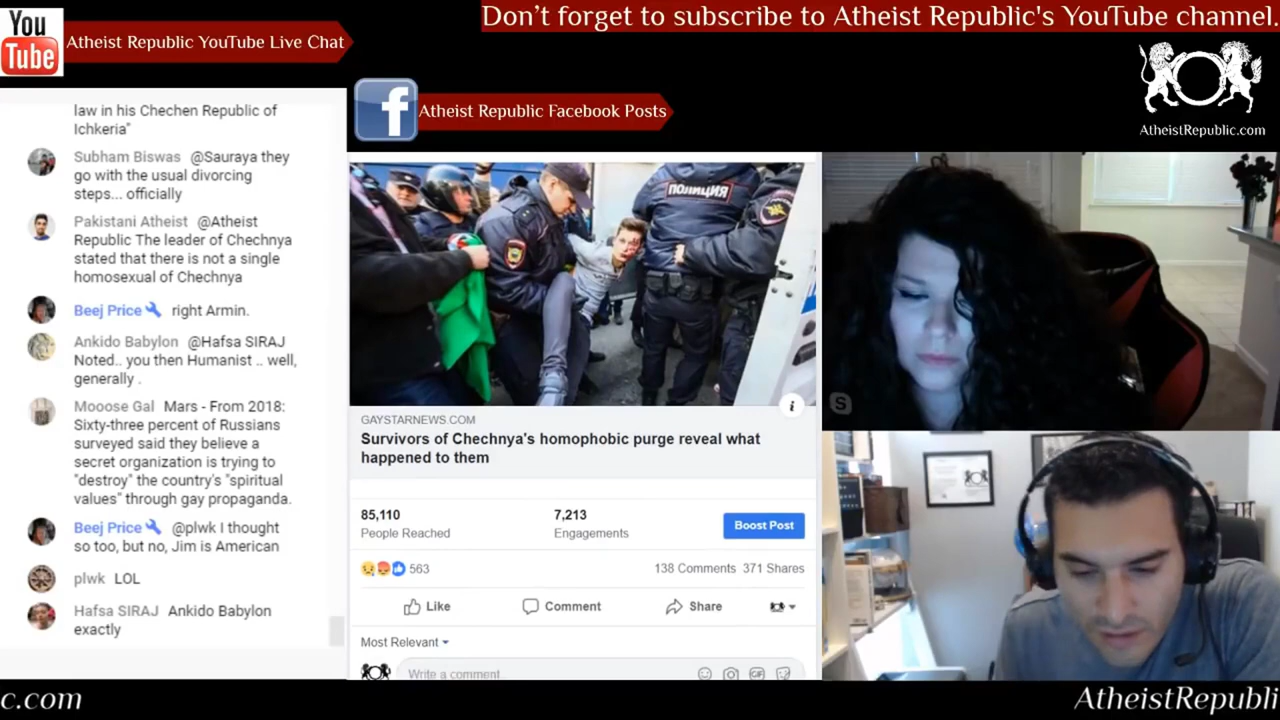 Don't forget to subscribe to Atheist Republic's YouTube channel.
You
Tube
Atheist Republic YouTube Live Chat
AtheistRepublic.com
f
Atheist Republic Facebook Posts
law in his Chechen Republic of
Ichkeria"
Subham Biswas @Sauraya they
go with the usual divorcing
steps... officially
Pakistani Atheist @Atheist
Republic The leader of Chechnya
stated that there is not a single
homosexual of Chechnya
Beej Price right Armin.
Ankido Babylon @Hafsa SIRAJ
Noted.. you then Humanist .. well,
generally .
Mooose Gal Mars - From 2018:
Sixty-three percent of Russians
surveyed said they believe a
secret organization is trying to
"destroy" the country's "spiritual
values" through gay propaganda.
Beej Price @plwk I thought
so too, but no, Jim is American
plwk LOL
Hafsa SIRAJ Ankido Babylon
exactly
ПОЛИЦИЯ
i
GAYSTARNEWS.COM
Survivors of Chechnya's homophobic purge reveal what
happened to them
85,110
People Reached
7,213
Engagements
Boost Post
563
138 Comments 371 Shares
Like
Comment
Share
Most Relevant
Write a comment
GIF
S
c.com
AtheistRepubli